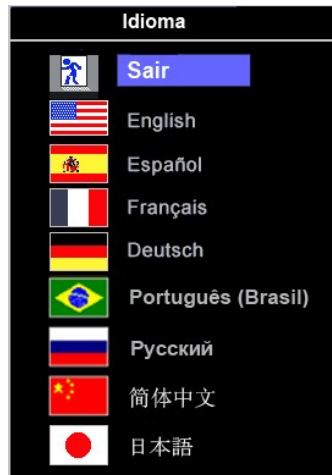 Idioma
Sair
English
Español
Français
Deutsch
Português (Brasil)
Русский
简体中文
日本語